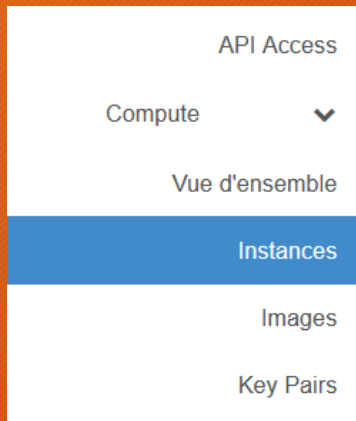 API Access
Compute
Vue d'ensemble
Instances
Images
Key Pairs